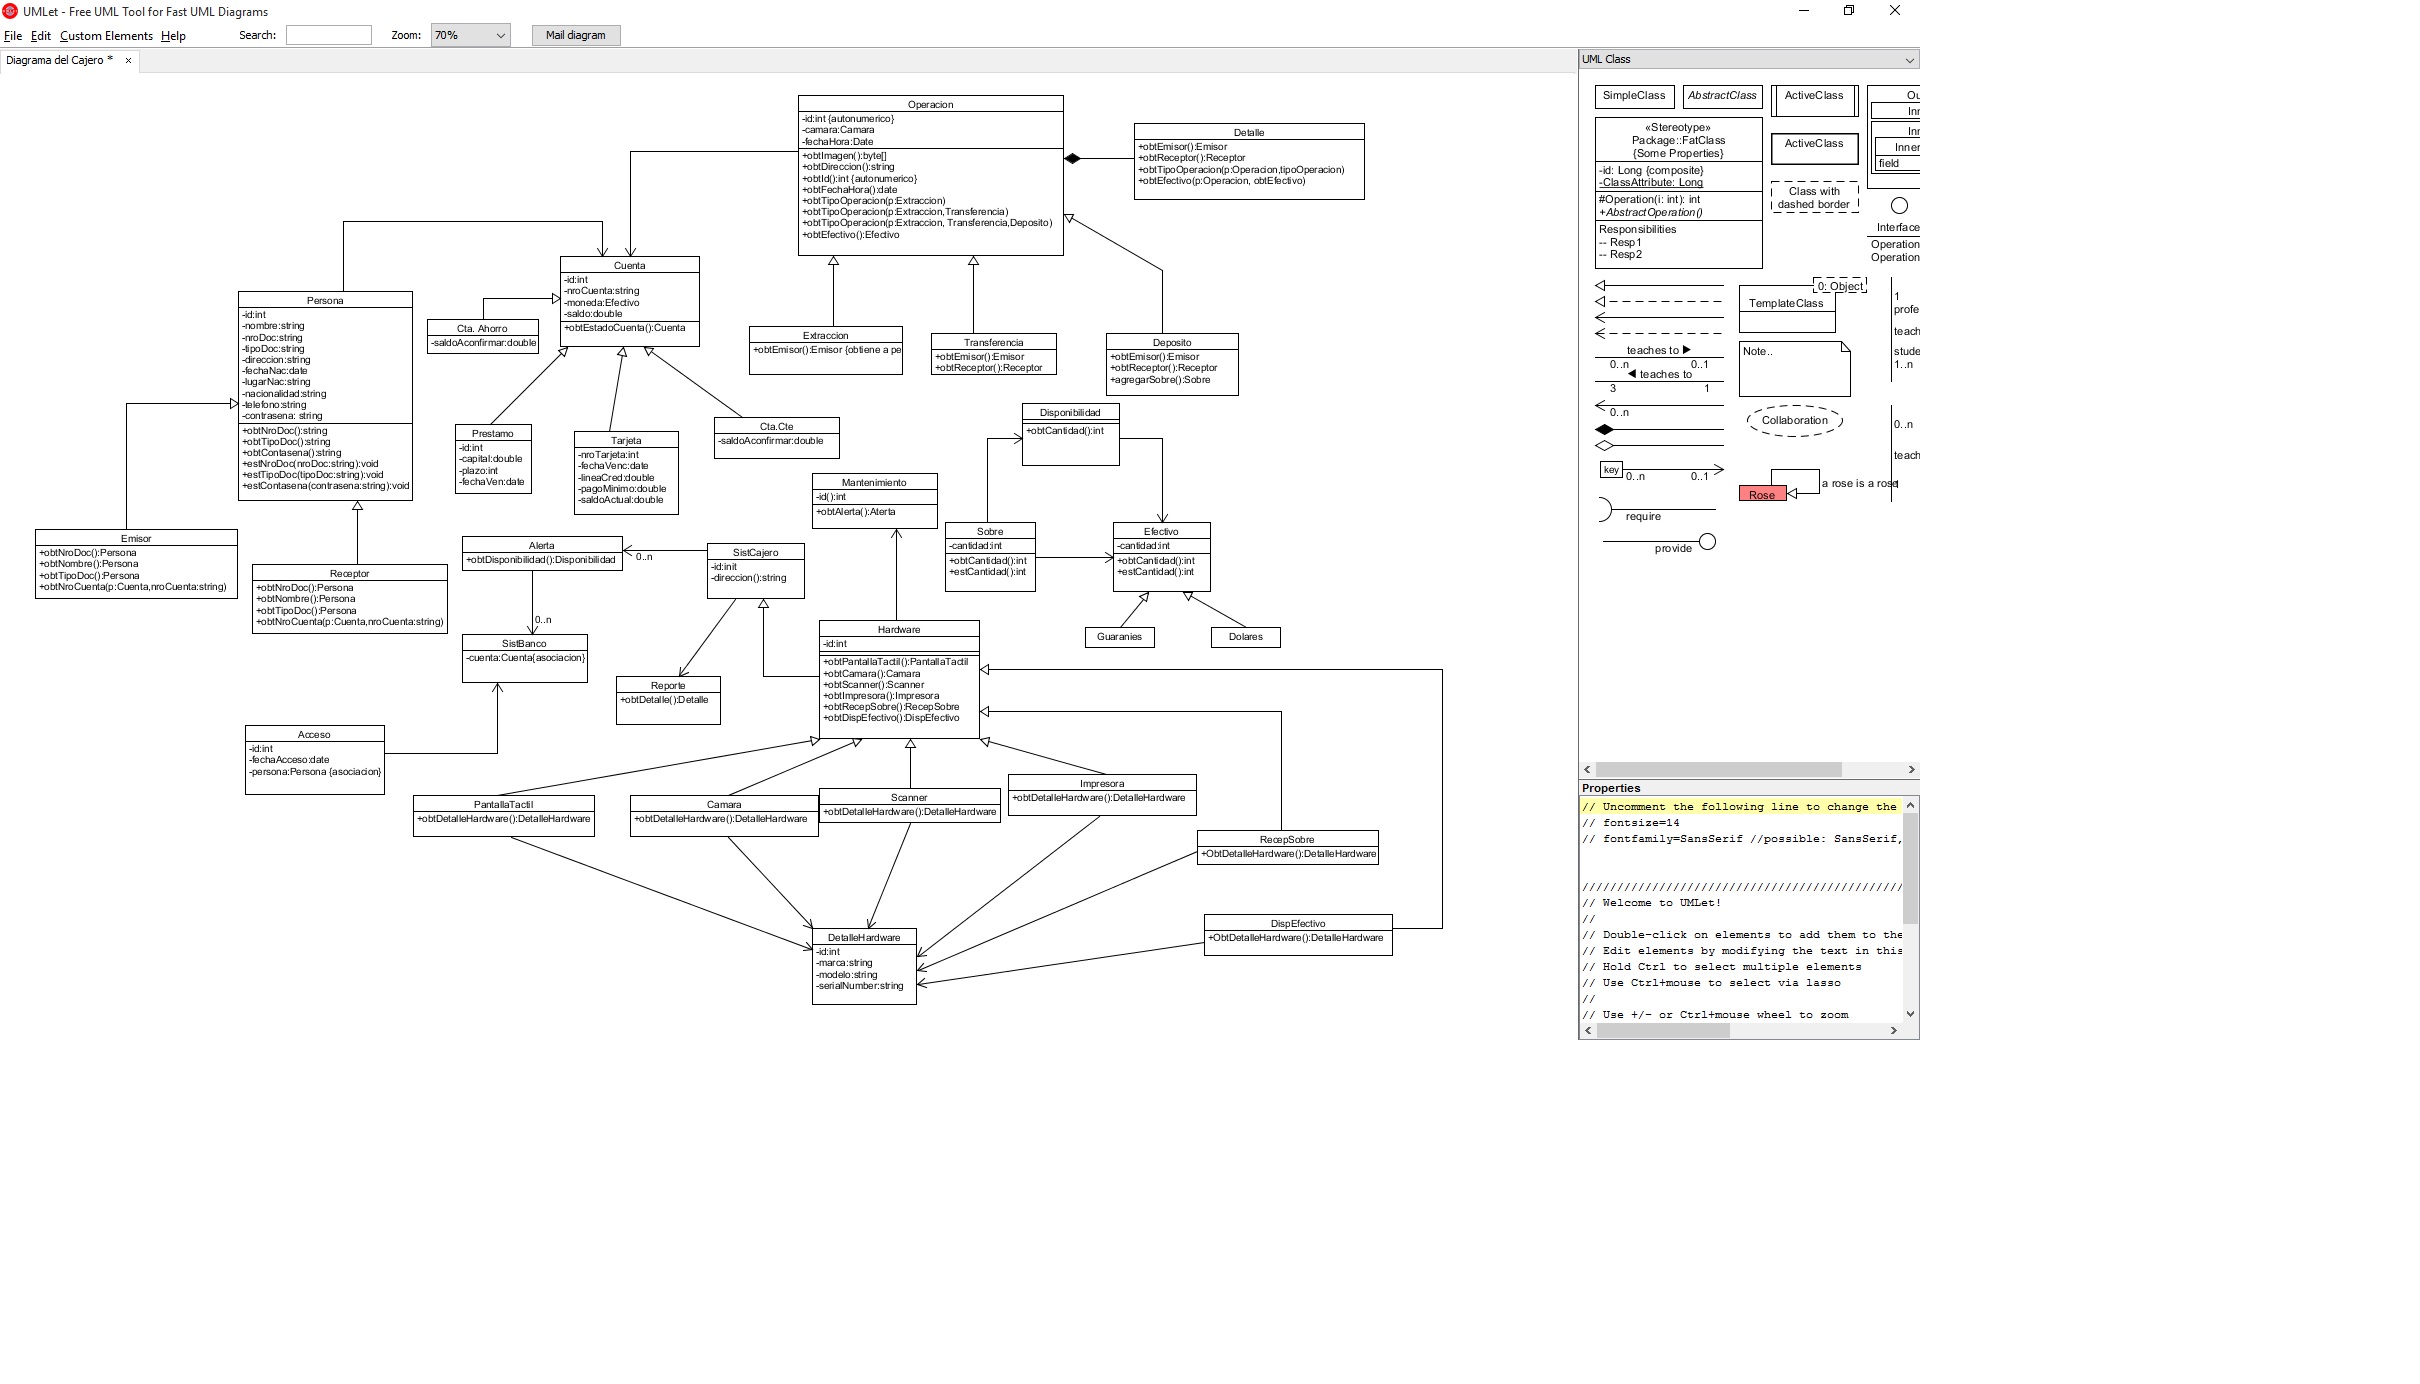 UMLet - Free UML Tool for Fast UML Diagrams
File Edit Custom Elements Help Search: Zoom: 70% Mail diagram
Diagrama del Cajero * ×
Operacion
-id:int {autonumerico}
-camara:Camara
-fechaHora:Date
+obtImagen():byte[]
+obtDireccion():string
+obtId():int {autonumerico}
+obtFechaHora():date
+obtTipoOperacion(p:Extraccion)
+obtTipoOperacion(p:Extraccion,Transferencia)
+obtTipoOperacion(p:Extraccion, Transferencia,Deposito)
+obtEfectivo():Efectivo
Detalle
+obtEmisor():Emisor
+obtReceptor():Receptor
+obtTipoOperacion(p:Operacion,tipoOperacion)
+obtEfectivo(p:Operacion, obtEfectivo)
Cuenta
-id:int
-nroCuenta:string
-moneda:Efectivo
-saldo:double
+obtEstadoCuenta():Cuenta
Persona
-id:int
-nombre:string
-nroDoc:string
-tipoDoc:string
-direccion:string
-fechaNac:date
-lugarNac:string
-nacionalidad:string
-telefono:string
-contrasena: string
+obtNroDoc():string
+obtTipoDoc():string
+obtContasena():string
+estNroDoc(nroDoc:string):void
+estTipoDoc(tipoDoc:string):void
+estContasena(contrasena:string):void
Cta. Ahorro
-saldoAconfirmar:double
Extraccion
+obtEmisor():Emisor {obtiene a pe
Transferencia
+obtEmisor():Emisor
+obtReceptor():Receptor
Deposito
+obtEmisor():Emisor
+obtReceptor():Receptor
+agregarSobre():Sobre
Prestamo
-id:int
-capital:double
-plazo:int
-fechaVen:date
Tarjeta
-nroTarjeta:int
-fechaVenc:date
-lineaCred:double
-pagoMinimo:double
-saldoActual:double
Cta.Cte
-saldoAconfirmar:double
Disponibilidad
+obtCantidad():int
Mantenimiento
-id():int
+obtAlerta():Aterta
Sobre
-cantidad:int
+obtCantidad():int
+estCantidad():int
Efectivo
-cantidad:int
+obtCantidad():int
+estCantidad():int
Guaranies
Dolares
Emisor
+obtNroDoc():Persona
+obtNombre():Persona
+obtTipoDoc():Persona
+obtNroCuenta(p:Cuenta,nroCuenta:string)
Receptor
+obtNroDoc():Persona
+obtNombre():Persona
+obtTipoDoc():Persona
+obtNroCuenta(p:Cuenta,nroCuenta:string)
Alerta
+obtDisponibilidad():Disponibilidad
0..n
SistCajero
-id:init
-direccion():string
0..n
SistBanco
-cuenta:Cuenta{asociacion}
Reporte
+obtDetalle():Detalle
Hardware
-id:int
+obtPantallaTactil():PantallaTactil
+obtCamara():Camara
+obtScanner():Scanner
+obtImpresora():Impresora
+obtRecepSobre():RecepSobre
+obtDispEfectivo():DispEfectivo
Acceso
-id:int
-fechaAcceso:date
-persona:Persona {asociacion}
PantallaTactil
+obtDetalleHardware():DetalleHardware
Camara
+obtDetalleHardware():DetalleHardware
Scanner
+obtDetalleHardware():DetalleHardware
Impresora
+obtDetalleHardware():DetalleHardware
RecepSobre
+ObtDetalleHardware():DetalleHardware
DispEfectivo
+ObtDetalleHardware():DetalleHardware
DetalleHardware
-id:int
-marca:string
-modelo:string
-serialNumber:string
UML Class
SimpleClass
AbstractClass
ActiveClass
Ou
Inr
Inr
Inner
field
«Stereotype»
Package::FatClass
{Some Properties}
-id: Long {composite}
-ClassAttribute: Long
#Operation(i: int): int
+AbstractOperation()
Responsibilities
-- Resp1
-- Resp2
ActiveClass
Class with
dashed border
Interface
Operation
Operation
0: Object
TemplateClass
1
profe
teach
stude
1..n
teaches to ▶
0..n 0..1
◀ teaches to
3 1
0..n
Note..
Collaboration
0..n
teach
key
0..n 0..1
a rose is a rose
Rose
require
provide
Properties
// Uncomment the following line to change the
// fontsize=14
// fontfamily=SansSerif //possible: SansSerif,
//////////////////////////////////////////////
// Welcome to UMLet!
//
// Double-click on elements to add them to the
// Edit elements by modifying the text in this
// Hold Ctrl to select multiple elements
// Use Ctrl+mouse to select via lasso
//
// Use +/- or Ctrl+mouse wheel to zoom